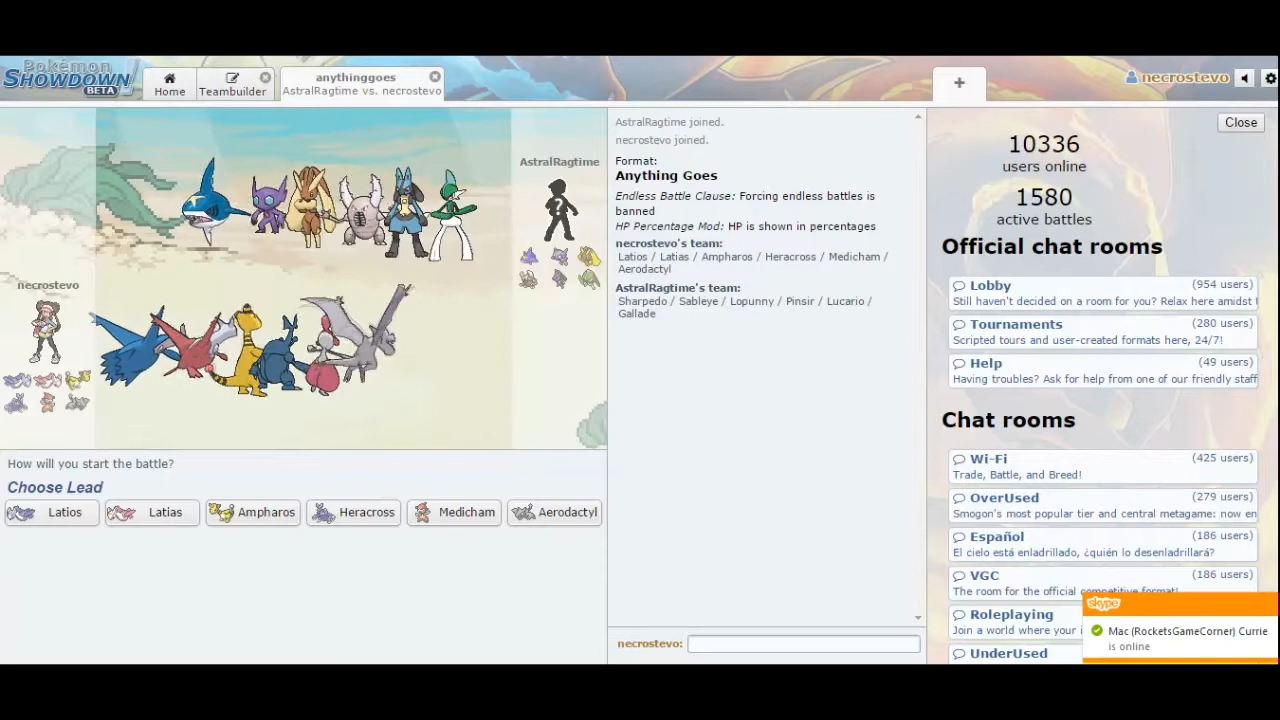 Pokémon
SHOWDOWN
BETA
Home
Teambuilder
anythinggoes
AstralRagtime vs. necrostevo
+
necrostevo
AstralRagtime
?
necrostevo
How will you start the battle?
Choose Lead
Latios
Latias
Ampharos
Heracross
Medicham
Aerodactyl
AstralRagtime joined.
necrostevo joined.
Format:
Anything Goes
Endless Battle Clause: Forcing endless battles is
banned
HP Percentage Mod: HP is shown in percentages
necrostevo's team:
Latios / Latias / Ampharos / Heracross / Medicham /
Aerodactyl
AstralRagtime's team:
Sharpedo / Sableye / Lopunny / Pinsir / Lucario /
Gallade
necrostevo:
Close
10336
users online
1580
active battles
Official chat rooms
Lobby (954 users)
Still haven't decided on a room for you? Relax here amidst t
Tournaments (280 users)
Scripted tours and user-created formats here, 24/7!
Help (49 users)
Having troubles? Ask for help from one of our friendly staff
Chat rooms
Wi-Fi (425 users)
Trade, Battle, and Breed!
OverUsed (279 users)
Smogon's most popular tier and central metagame: now en
Español (186 users)
El cielo está enladrillado, ¿quién lo desenladrillará?
VGC (186 users)
The room for the official competitive format!
Roleplaying
Join a world where your i
UnderUsed
skype
Mac (RocketsGameCorner) Currie
is online